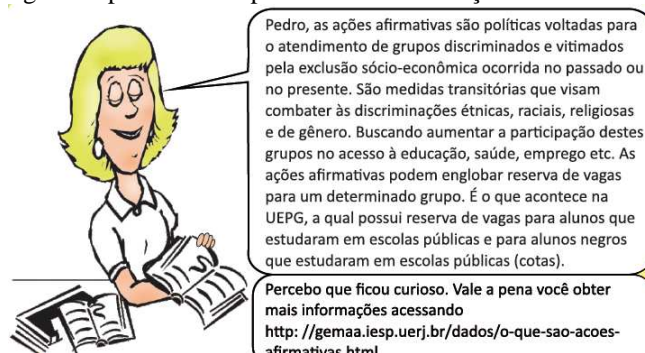 Pedro, as ações afirmativas são políticas voltadas para
o atendimento de grupos discriminados e vitimados
pela exclusão sócio-econômica ocorrida no passado ou
no presente. São medidas transitórias que visam
combater às discriminações étnicas, raciais, religiosas
e de gênero. Buscando aumentar a participação destes
grupos no acesso à educação, saúde, emprego etc. As
ações afirmativas podem englobar reserva de vagas
para um determinado grupo. É o que acontece na
UEPG, a qual possui reserva de vagas para alunos que
estudaram em escolas públicas e para alunos negros
que estudaram em escolas públicas (cotas).
Percebo que ficou curioso. Vale a pena você obter
mais informações acessando
http: //gemaa.iesp.uerj.br/dados/o-que-sao-acoes-
afirmativas.html